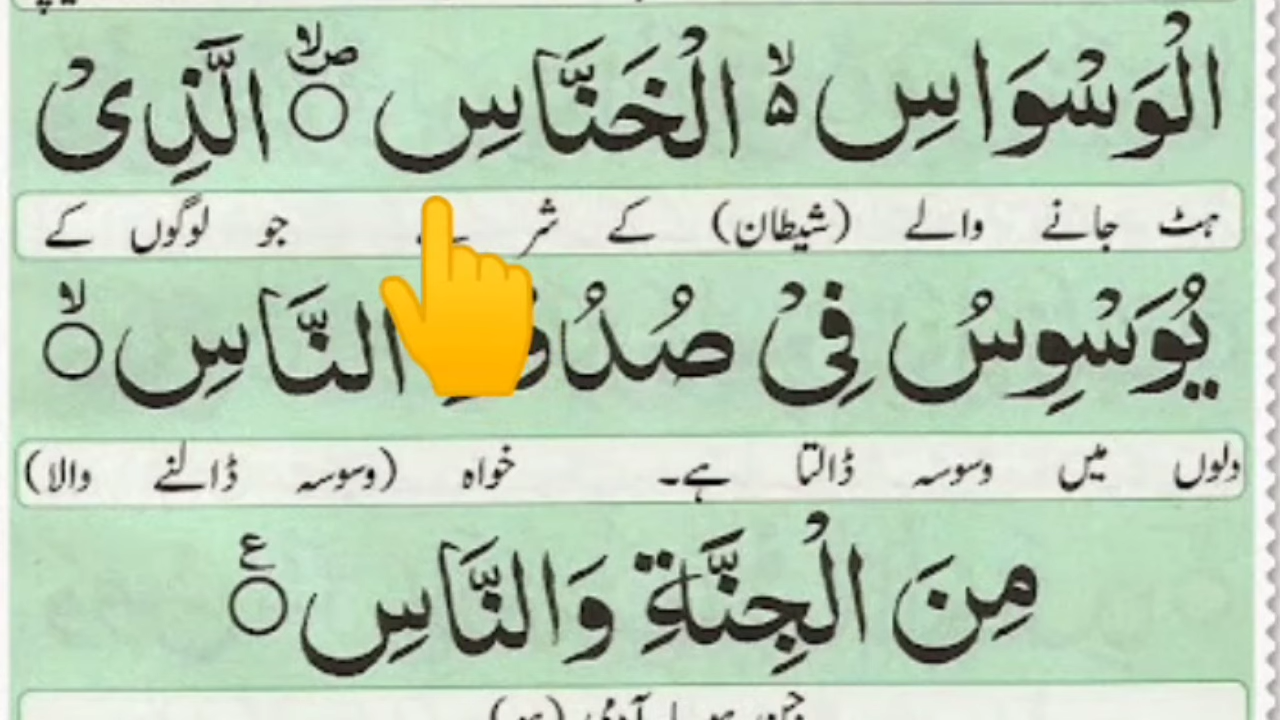 الْوَسْوَاسِ ۵ۙ الْخَنَّاسِ ۝ۙۖ الَّذِیْ
ہٹ جانے والے (شیطان) کے شر سے جو لوگوں کے
یُوَسْوِسُ فِیْ صُدُوْرِ النَّاسِ ۝ۙ
دلوں میں وسوسہ ڈالتا ہے۔ خواہ (وسوسہ ڈالنے والا)
مِنَ الْجِنَّةِ وَالنَّاسِ ۝ع